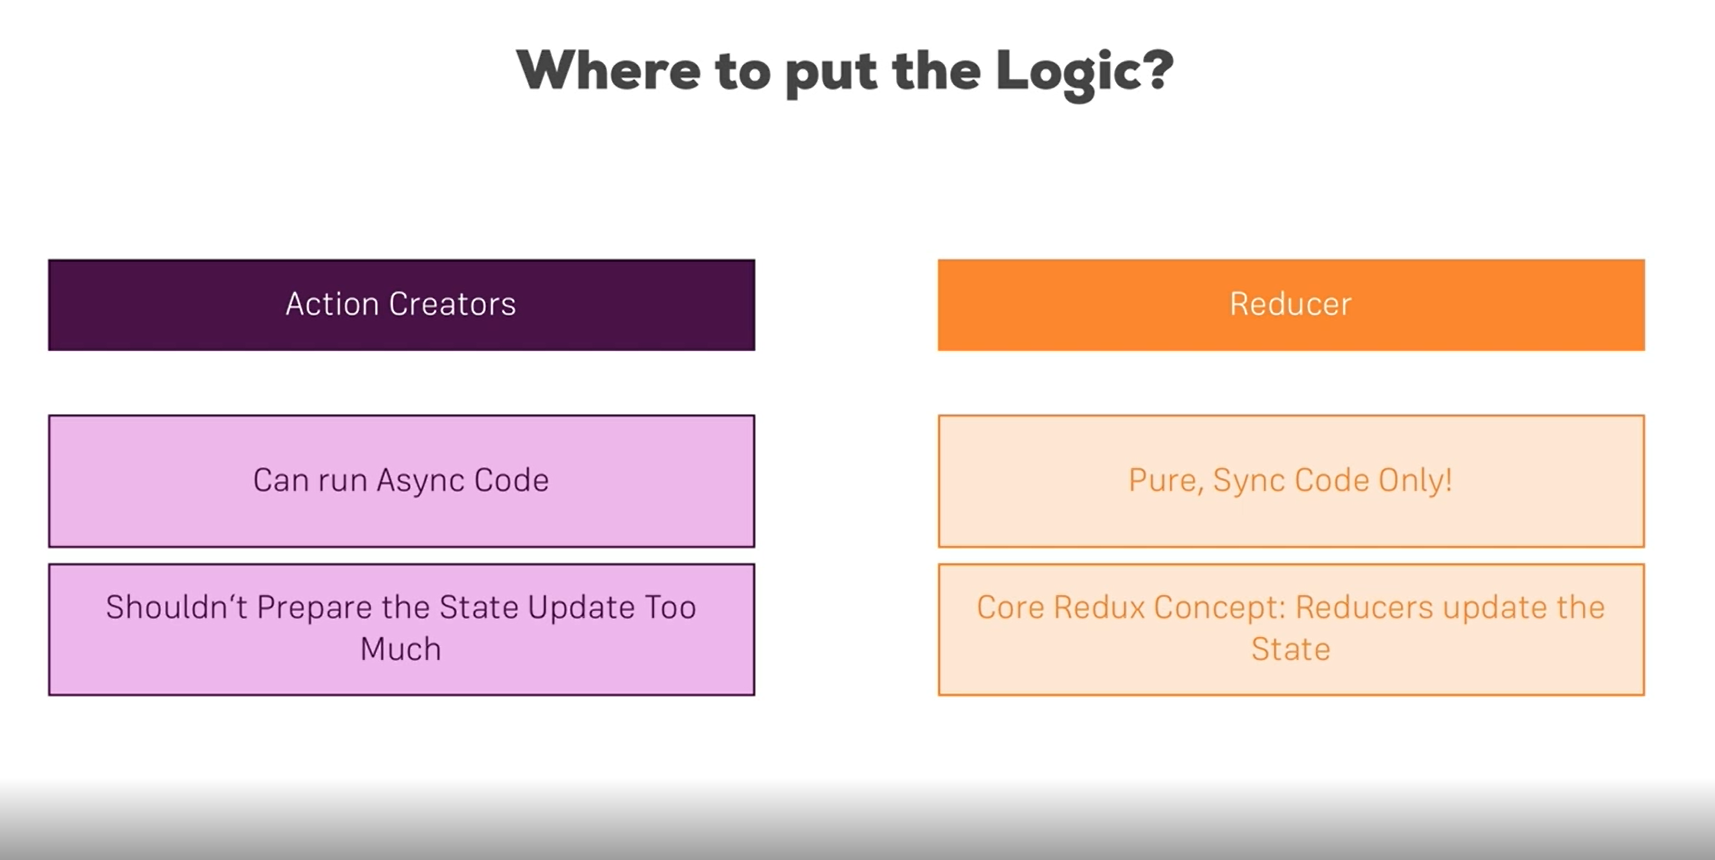 Where to put the Logic?
Action Creators
Reducer
Can run Async Code
Pure, Sync Code Only!
Shouldn‘t Prepare the State Update Too
Much
Core Redux Concept: Reducers update the
State